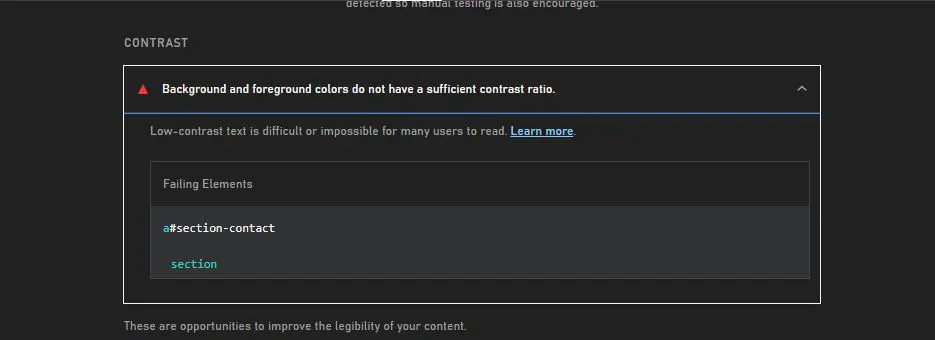 detected so manual testing is also encouraged.
CONTRAST
Background and foreground colors do not have a sufficient contrast ratio.
Low-contrast text is difficult or impossible for many users to read. Learn more.
Failing Elements
a#section-contact
section
These are opportunities to improve the legibility of your content.